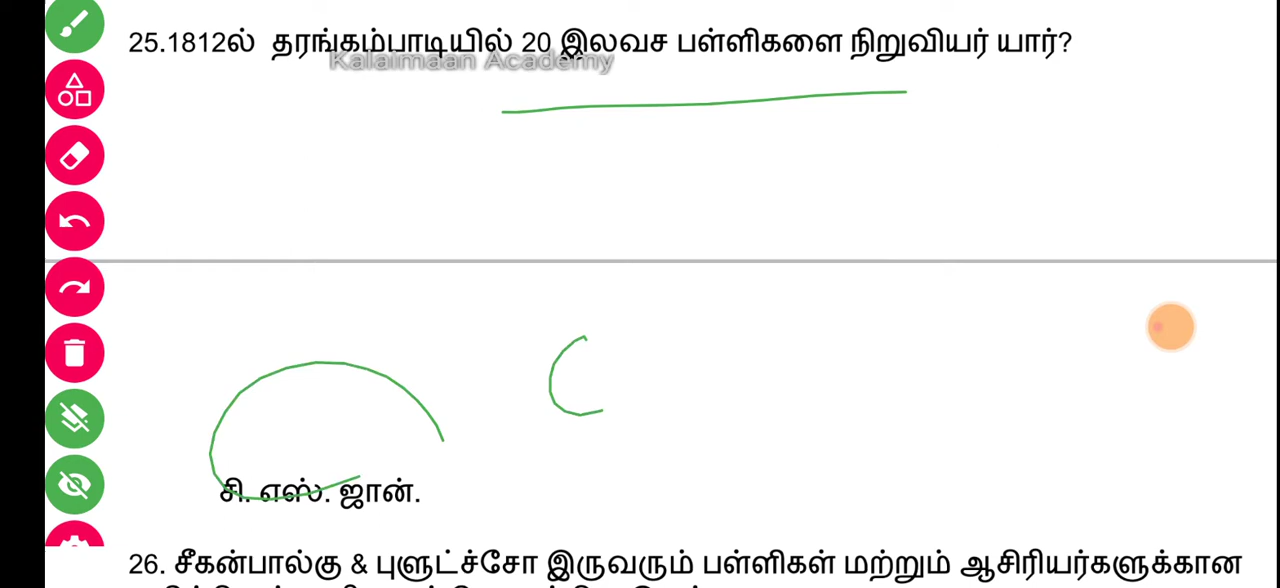 25.1812ல் தரங்கம்பாடியில் 20 இலவச பள்ளிகளை நிறுவியர் யார்?
Kalaimaan Academy
C
சி. எஸ். ஜான்.
26. சீகன்பால்கு & புளுட்ச்சோ இருவரும் பள்ளிகள் மற்றும் ஆசிரியர்களுக்கான